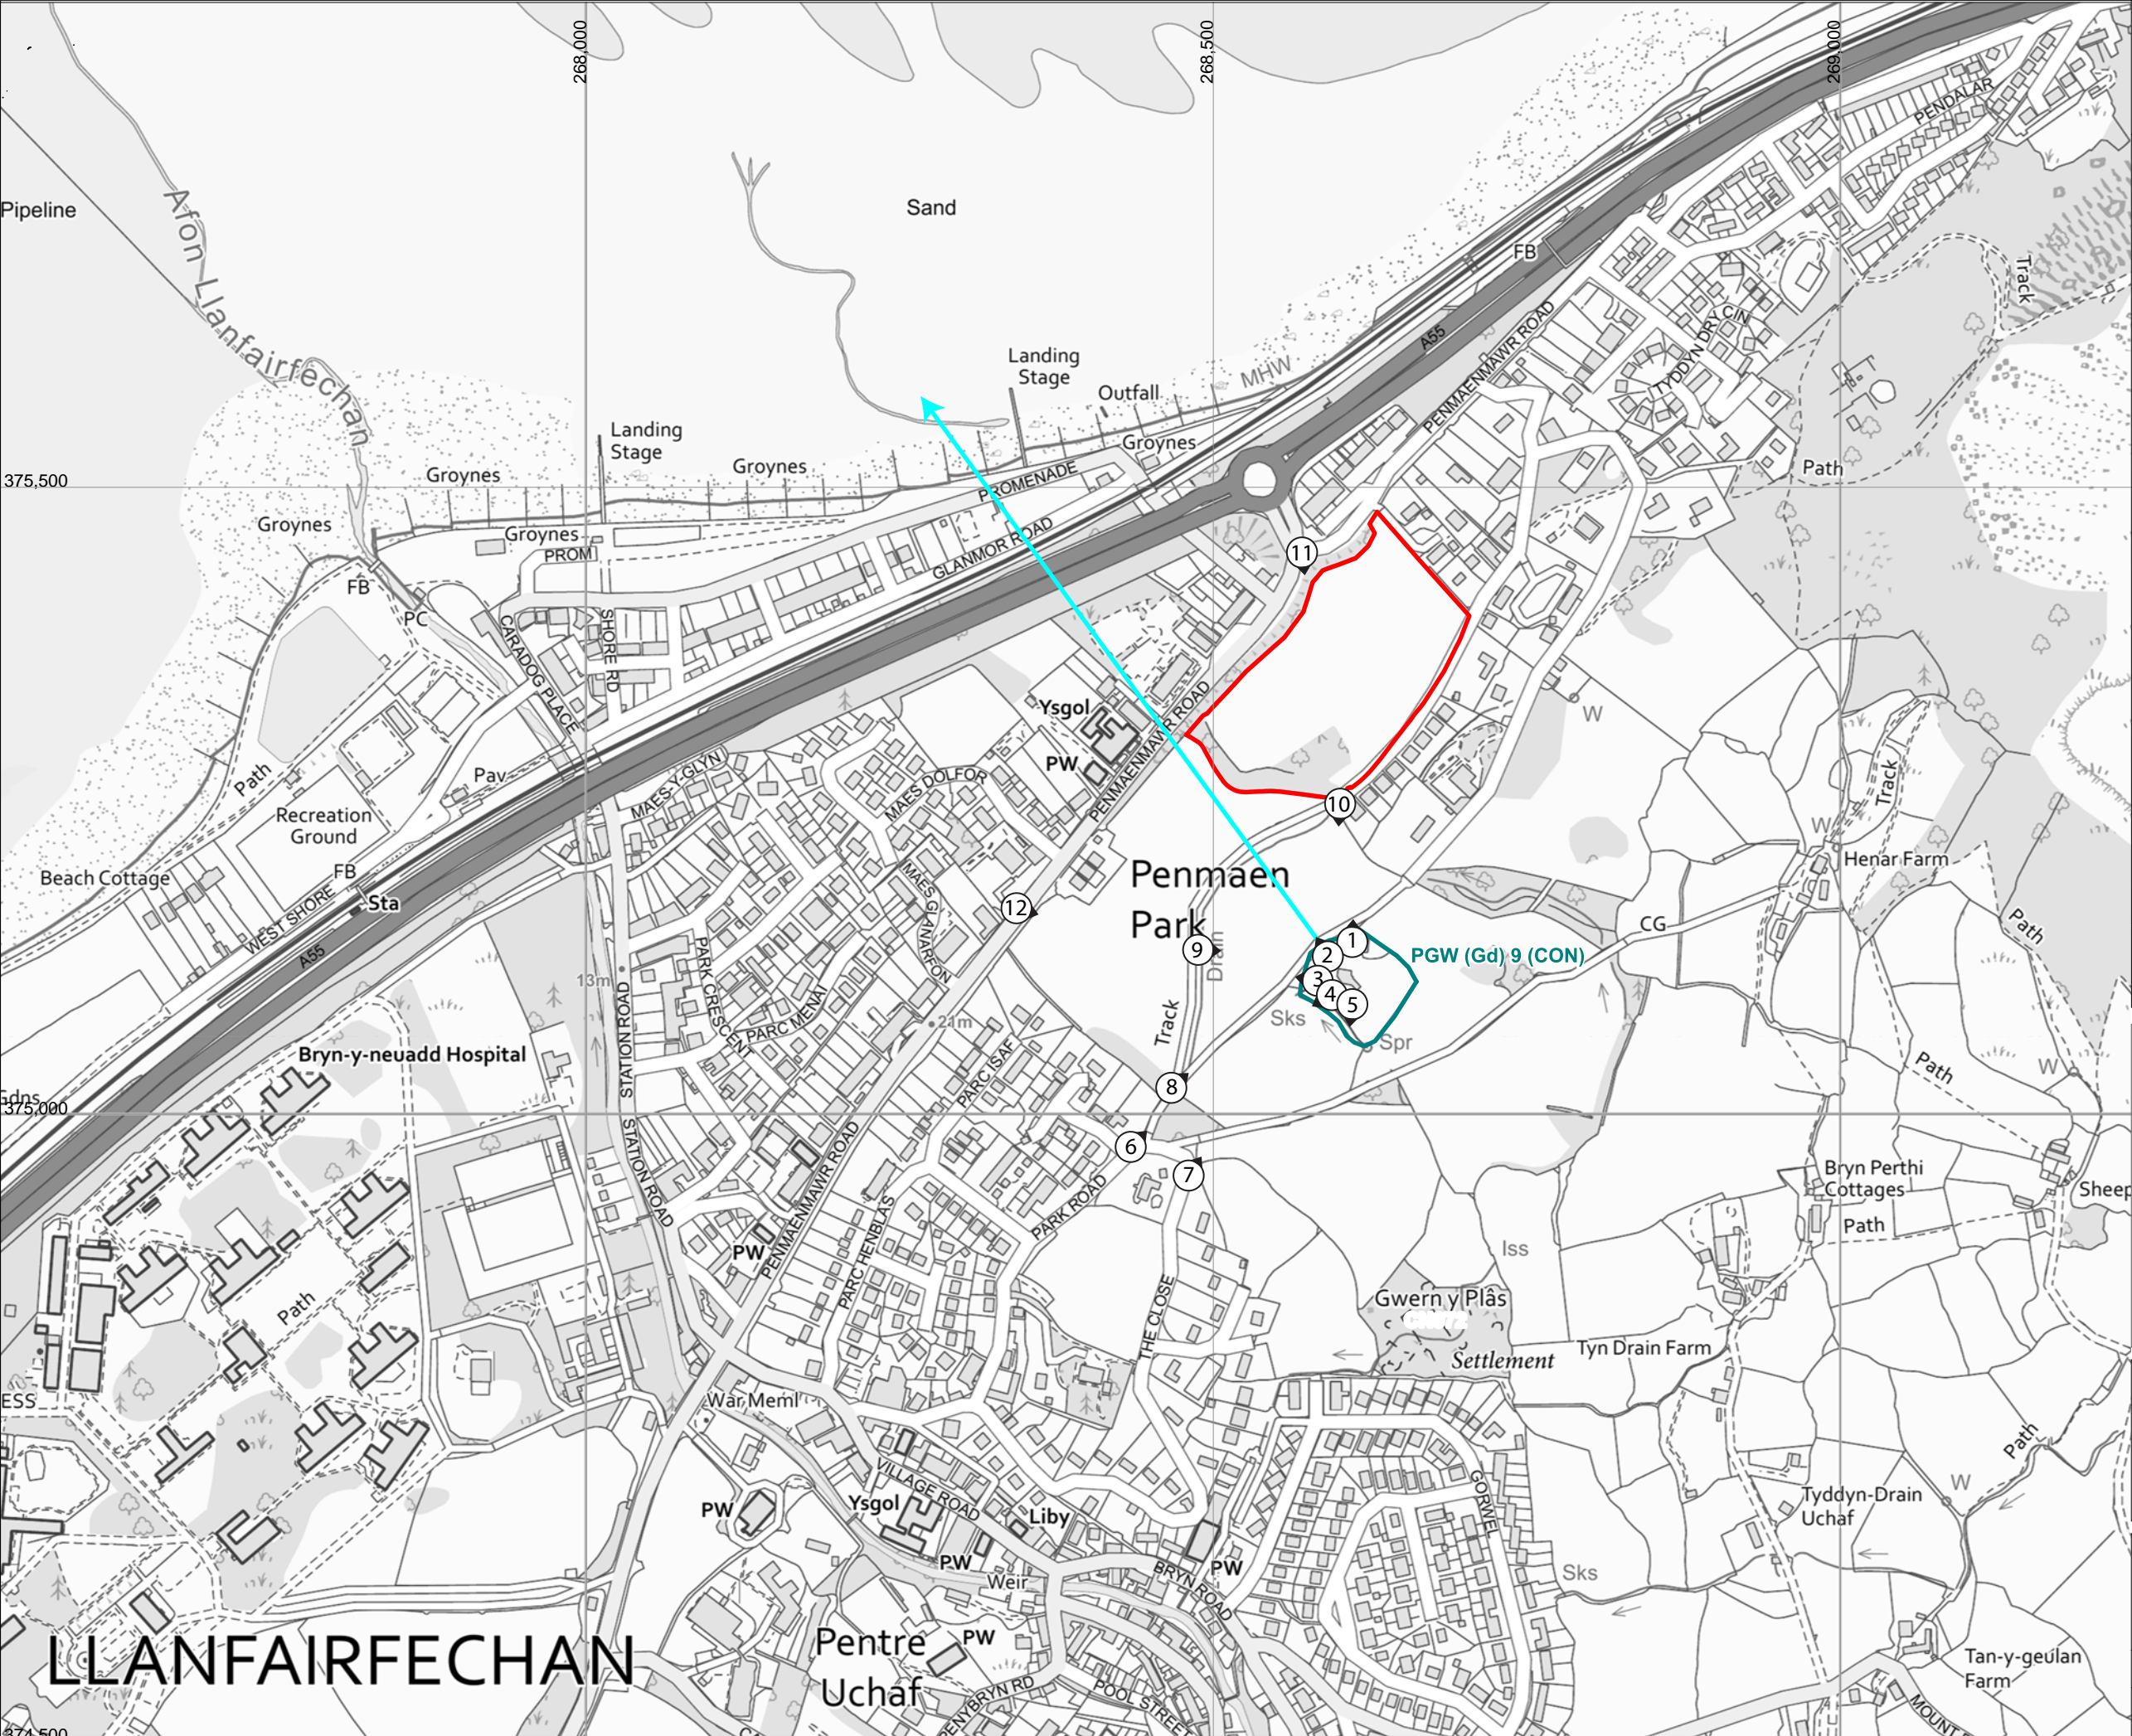 268,000
268,500
269,000
PENDALAR
Pipeline
Afon Llanfairfechan
Sand
FB
Track
A55
PENMAENMAWR ROAD
TYDDYN DRYCIN
MHW
Landing
Stage
Outfall
Landing
Stage
Groynes
Groynes
Groynes
Path
375,500
PROMENADE
Groynes
Groynes
PROM
GLANMOR ROAD
11
FB
PC
SHORE RD
CARADOG PLACE
Ysgol
PENMAENMAWR ROAD
W
PW
Path
Pav
MAES-Y-GLYN
MAES DOLFOR
Track
Recreation
Ground
10
W
Henar Farm
FB
Beach Cottage
WEST SHORE
Sta
Penmaen
Park
MAES GLANARFON
12
CG
Path
A55
9
Drain
1
2
3
4
5
PGW (Gd) 9 (CON)
13m
PARK CRESCENT
PARC MENAI
STATION ROAD
21m
Sks
Track
Spr
Bryn-y-neuadd Hospital
PARC ISAF
Path
W
8
Gdns
375,000
STATION ROAD
6
7
Bryn Perthi
Cottages
Sheep
PENMAENMAWR ROAD
PARK ROAD
Path
PARC HENBLAS
PW
Iss
Path
THE CLOSE
Gwern y Plâs
Settlement
Tyn Drain Farm
ESS
War Meml
Path
VILLAGE ROAD
GORWEL
W
Tyddyn-Drain
Uchaf
PW
Ysgol
Liby
PW
Weir
BRYN ROAD
PW
Sks
LLANFAIRFECHAN
Pentre
Uchaf
PW
PENYBRYN RD
POOL STREET
Tan-y-geulan
Farm
MOUNT
374,500